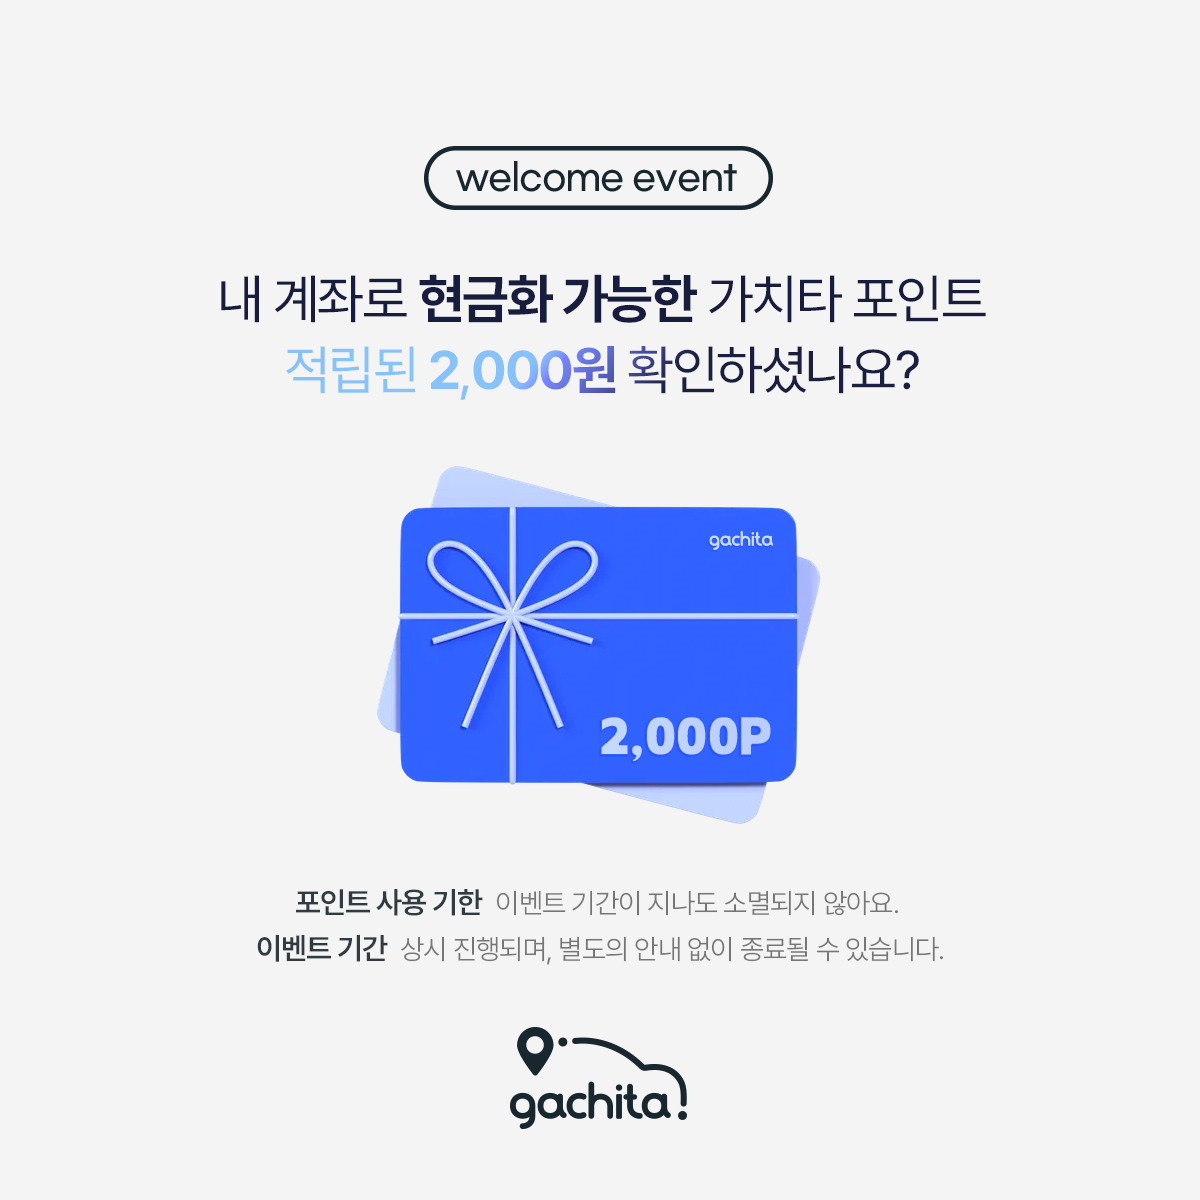 welcome event
내 계좌로 현금화 가능한 가치타 포인트
적립된 2,000원 확인하셨나요?
gachita
2,000P
포인트 사용 기한 이벤트 기간이 지나도 소멸되지 않아요.
이벤트 기간 상시 진행되며, 별도의 안내 없이 종료될 수 있습니다.
gachita!